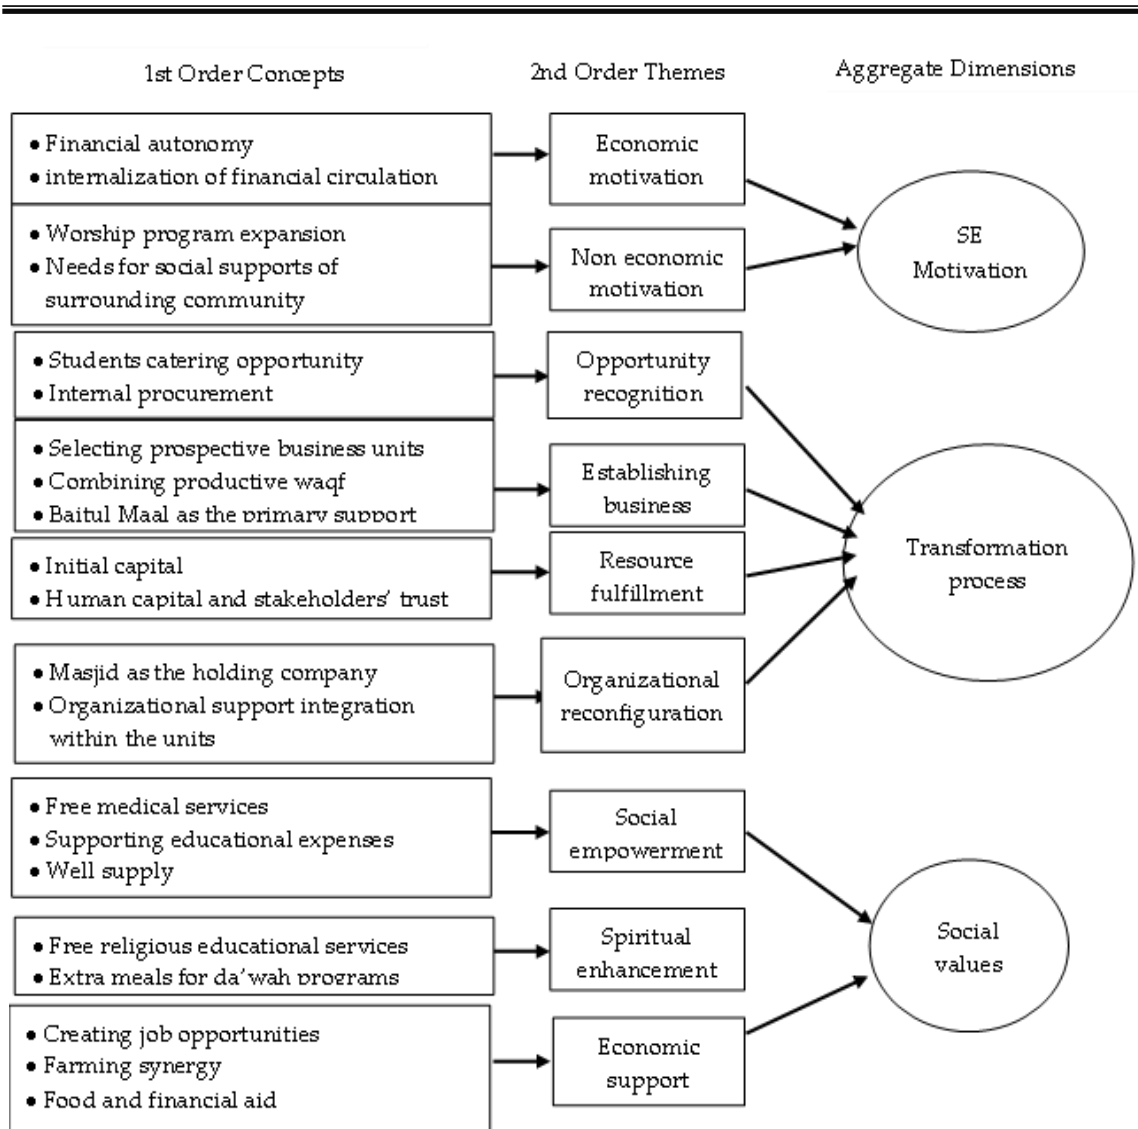 1st Order Concepts
2nd Order Themes
Aggregate Dimensions
● Financial autonomy
● internalization of financial circulation
Economic
motivation
● Worship program expansion
● Needs for social supports of
surrounding community
Non economic
motivation
SE
Motivation
● Students catering opportunity
● Internal procurement
Opportunity
recognition
● Selecting prospective business units
● Combining productive waqf
● Baitul Maal as the primary support
Establishing
business
● Initial capital
● Human capital and stakeholders’ trust
Resource
fulfillment
● Masjid as the holding company
● Organizational support integration
within the units
Organizational
reconfiguration
Transformation
process
● Free medical services
● Supporting educational expenses
● Well supply
Social
empowerment
● Free religious educational services
● Extra meals for da’wah programs
Spiritual
enhancement
● Creating job opportunities
● Farming synergy
● Food and financial aid
Economic
support
Social
values